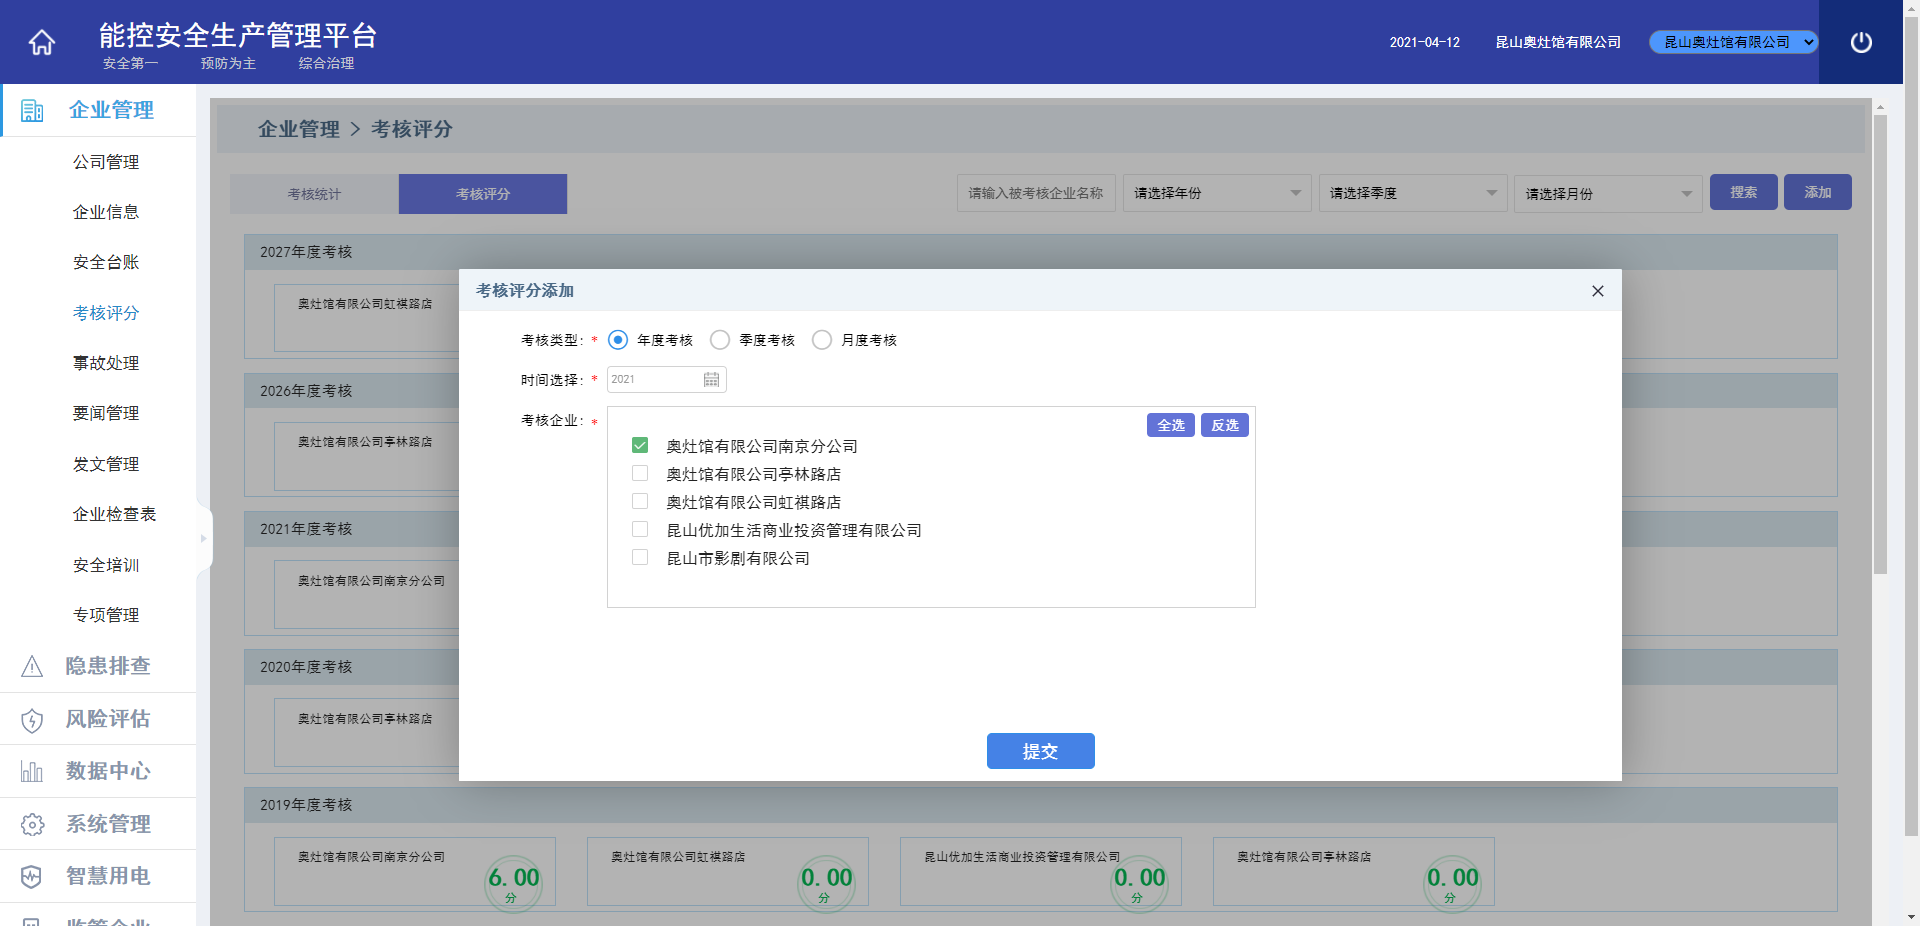 能控安全生产管理平台
安全第一 预防为主 综合治理
2021-04-12 昆山奥灶馆有限公司 昆山奥灶馆有限公司
企业管理
公司管理
企业信息
安全台账
考核评分
事故处理
要闻管理
发文管理
企业检查表
安全培训
专项管理
隐患排查
风险评估
数据中心
系统管理
智慧用电
监管企业
企业管理 > 考核评分
考核统计 考核评分 请输入被考核企业名称 请选择年份 请选择季度 请选择月份 搜索 添加
2027年度考核
奥灶馆有限公司虹祺路店
2026年度考核
奥灶馆有限公司亭林路店
2021年度考核
奥灶馆有限公司南京分公司
2020年度考核
奥灶馆有限公司亭林路店
2019年度考核
奥灶馆有限公司南京分公司 奥灶馆有限公司虹祺路店 昆山优加生活商业投资管理有限公司 奥灶馆有限公司亭林路店
6.00 0.00 0.00 0.00
分 分 分 分
考核评分添加
考核类型: * 年度考核 季度考核 月度考核
时间选择: * 2021
考核企业: * 全选 反选
奥灶馆有限公司南京分公司
奥灶馆有限公司亭林路店
奥灶馆有限公司虹祺路店
昆山优加生活商业投资管理有限公司
昆山市影剧有限公司
提交